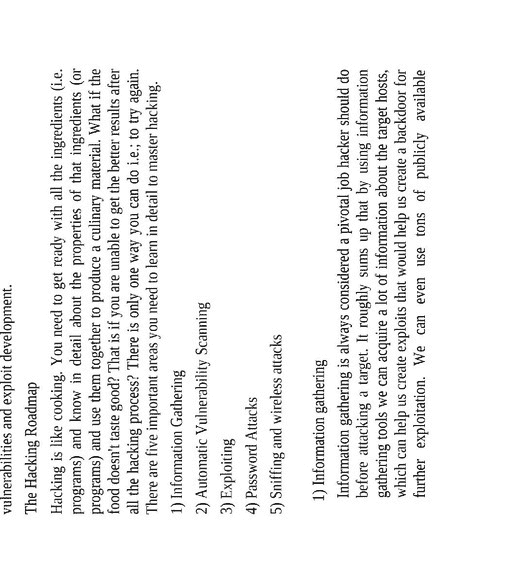 vulnerabilities and exploit development.
The Hacking Roadmap
Hacking is like cooking. You need to get ready with all the ingredients (i.e.
programs) and know in detail about the properties of that ingredients (or
programs) and use them together to produce a culinary material. What if the
food doesn't taste good? That is if you are unable to get the better results after
all the hacking process? There is only one way you can do i.e.; to try again.
There are five important areas you need to learn in detail to master hacking.
1) Information Gathering
2) Automatic Vulnerability Scanning
3) Exploiting
4) Password Attacks
5) Sniffing and wireless attacks
1) Information gathering
Information gathering is always considered a pivotal job hacker should do
before attacking a target. It roughly sums up that by using information
gathering tools we can acquire a lot of information about the target hosts,
which can help us create exploits that would help us create a backdoor for
further exploitation. We can even use tons of publicly available